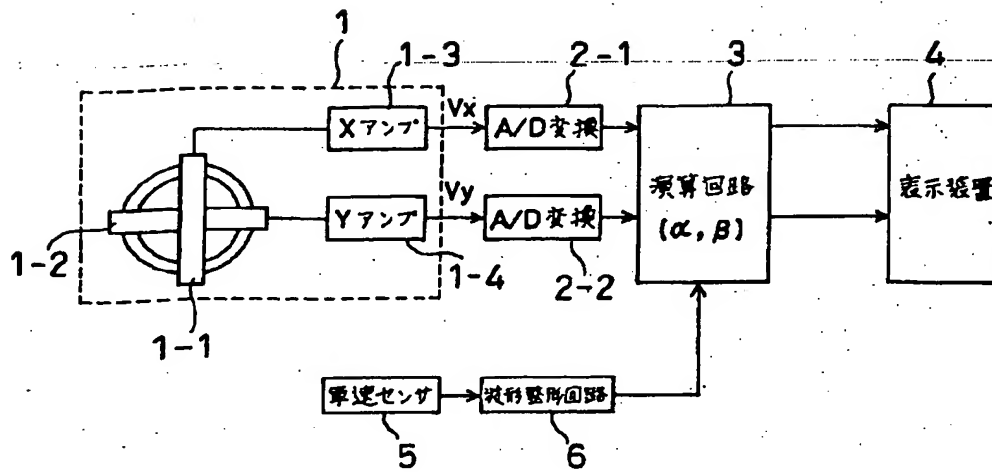 1
1-3
2-1
3
4
Xアンプ
Vx
A/D変換
1-2
Yアンプ
Vy
A/D変換
演算回路
(α, β)
表示装置
1-1
1-4
2-2
車速センサ
波形整形回路
5
6